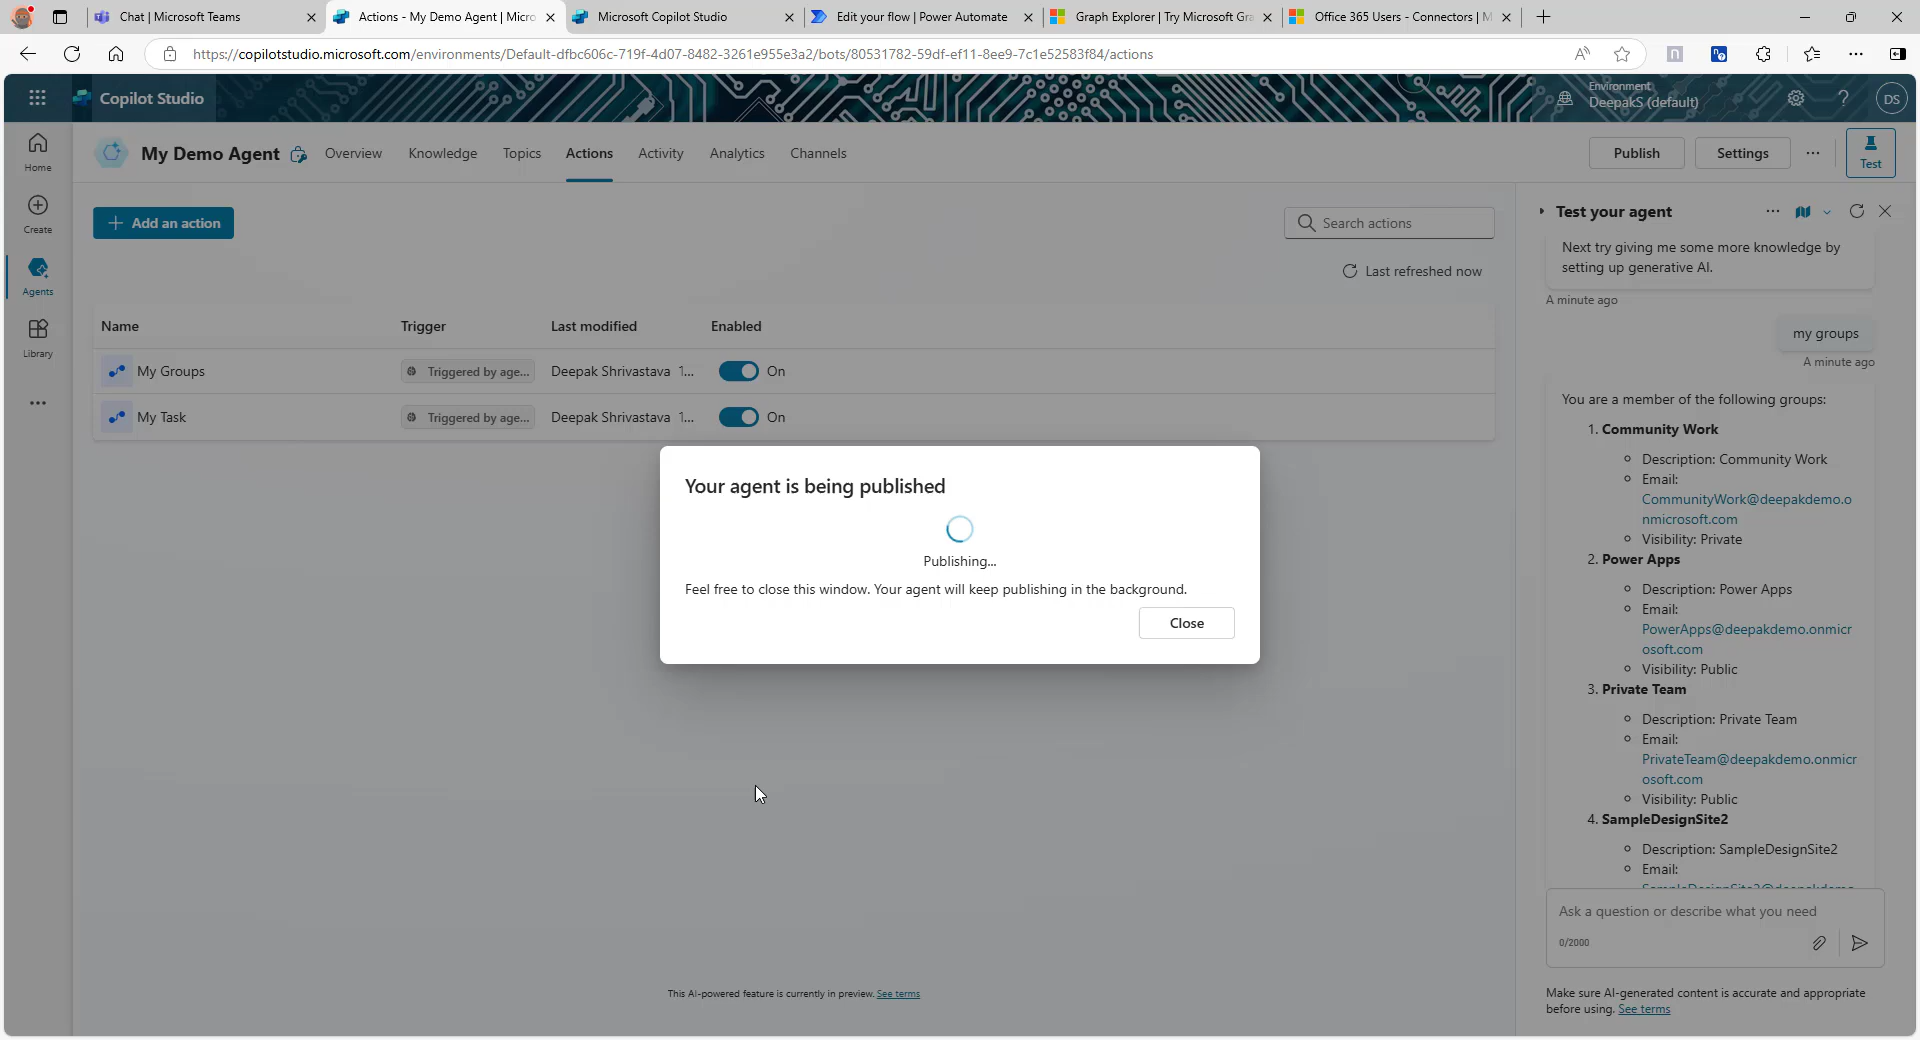 Chat | Microsoft Teams
Actions - My Demo Agent | Micro
Microsoft Copilot Studio
Edit your flow | Power Automate
Graph Explorer | Try Microsoft Gra
Office 365 Users - Connectors | M
https://copilotstudio.microsoft.com/environments/Default-dfbc606c-719f-4d07-8482-3261e955e3a2/bots/80531782-59df-ef11-8ee9-7c1e52583f84/actions
Copilot Studio
Environment
DeepakS (default)
DS
Home
Create
Agents
Library
My Demo Agent
Overview
Knowledge
Topics
Actions
Activity
Analytics
Channels
Publish
Settings
Test
Add an action
Search actions
Last refreshed now
Name Trigger Last modified Enabled
My Groups Triggered by age... Deepak Shrivastava 1... On
My Task Triggered by age... Deepak Shrivastava 1... On
Your agent is being published
Publishing...
Feel free to close this window. Your agent will keep publishing in the background.
Close
This AI-powered feature is currently in preview. See terms
Test your agent
Next try giving me some more knowledge by
setting up generative AI.
A minute ago
my groups
A minute ago
You are a member of the following groups:
1. Community Work
Description: Community Work
Email:
CommunityWork@deepakdemo.o
nmicrosoft.com
Visibility: Private
2. Power Apps
Description: Power Apps
Email:
PowerApps@deepakdemo.onmicr
osoft.com
Visibility: Public
3. Private Team
Description: Private Team
Email:
PrivateTeam@deepakdemo.onmicr
osoft.com
Visibility: Public
4. SampleDesignSite2
Description: SampleDesignSite2
Email:
SampleDesignSite2@deepakdemo
Ask a question or describe what you need
0/2000
Make sure AI-generated content is accurate and appropriate
before using. See terms